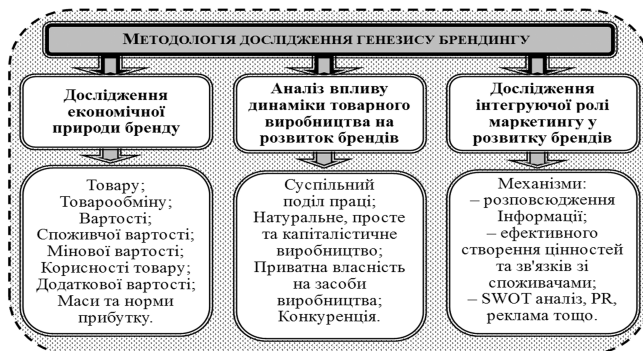 МЕТОДОЛОГІЯ ДОСЛІДЖЕННЯ ГЕНЕЗИСУ БРЕНДИНГУ
Дослідження
економічної
природи бренду
Товару;
Товарообміну;
Вартості;
Споживчої вартості;
Мінової вартості;
Корисності товару;
Додаткової вартості;
Маси та норми
прибутку.
Аналіз впливу
динаміки товарного
виробництва на
розвиток брендів
Суспільний
поділ праці;
Натуральне, просте
та капіталістичне
виробництво;
Приватна власність
на засоби
виробництва;
Конкуренція.
Дослідження
інтегруючої ролі
маркетингу у
розвитку брендів
Механізми:
– розповсюдження
Інформації;
– ефективного
створення цінностей
та зв'язків зі
споживачами;
– SWOT аналіз, PR,
реклама тощо.